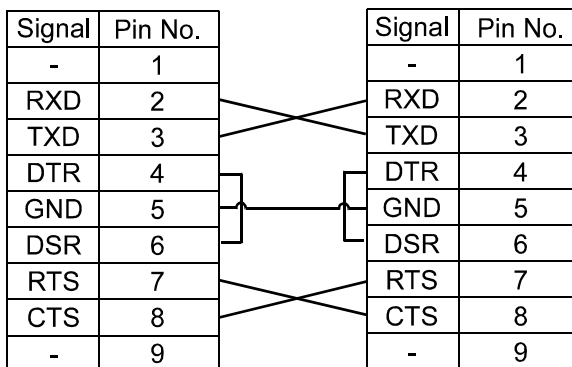 Signal Pin No.
- 1
RXD 2
TXD 3
DTR 4
GND 5
DSR 6
RTS 7
CTS 8
- 9
Signal Pin No.
- 1
RXD 2
TXD 3
DTR 4
GND 5
DSR 6
RTS 7
CTS 8
- 9